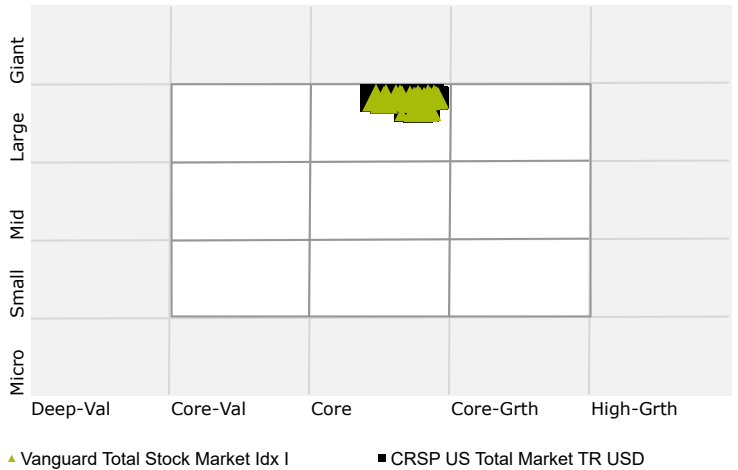 Giant
Large
Mid
Small
Micro
Deep-Val Core-Val Core Core-Grth High-Grth
Vanguard Total Stock Market Idx I CRSP US Total Market TR USD